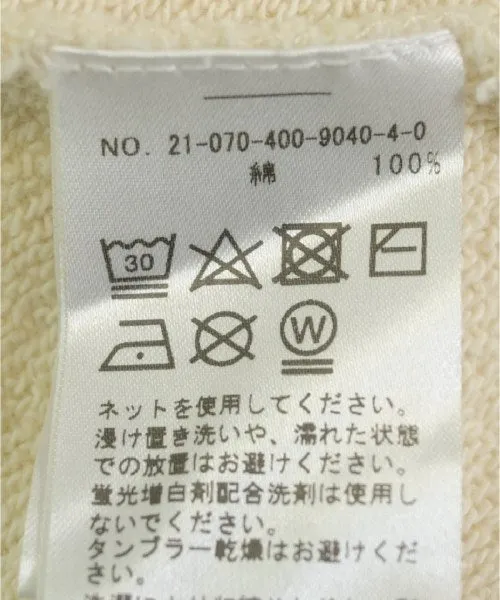 NO. 21-070-400-9040-4-0
綿 100%
30
W
ネットを使用してください。
浸け置き洗いや、濡れた状態
での放置はお避けください。
蛍光増白剤配合洗剤は使用し
ないでください。
タンブラー乾燥はお避けくだ
さい。